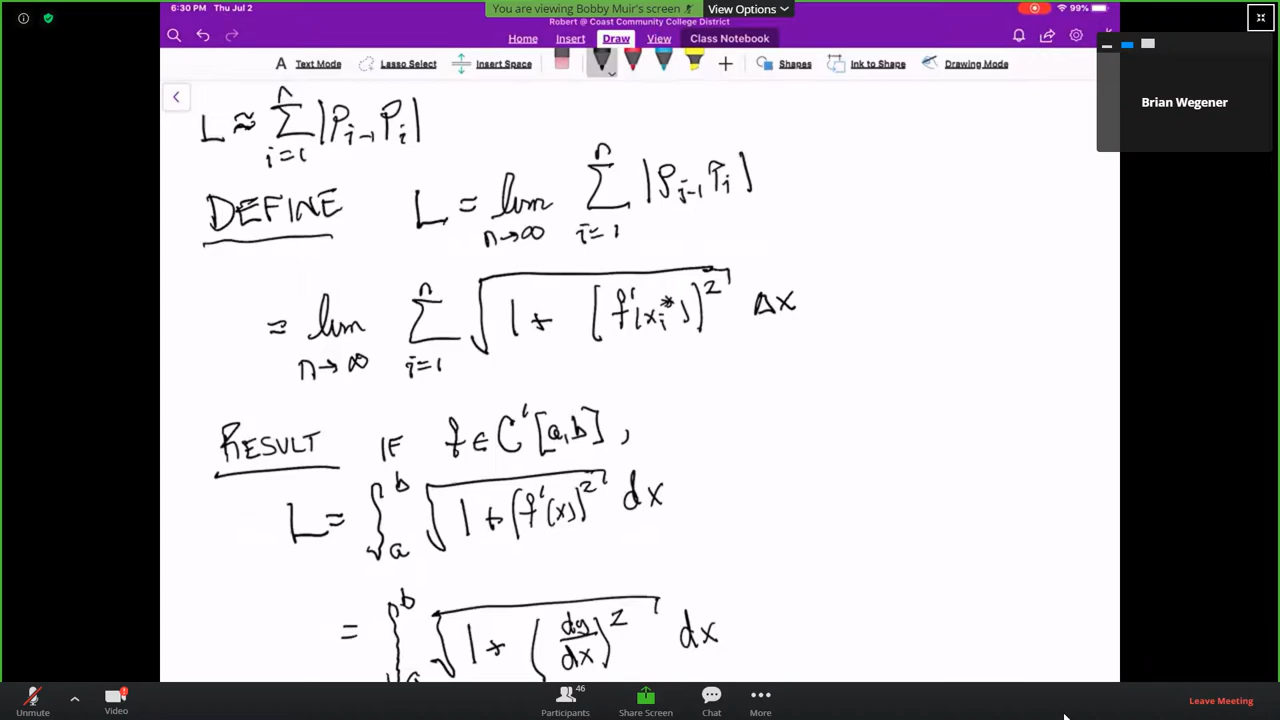 You are viewing Bobby Muir's screen View Options
6:30 PM Thu Jul 2
99%
Robert @ Coast Community College District
Home Insert Draw View Class Notebook
Text Mode Lasso Select Insert Space Shapes Ink to Shape Drawing Mode
Brian Wegener
L ≈ ∑_{i=1}^{n} |P_{i-1} P_i|
DEFINE L = lim_{n→∞} ∑_{i=1}^{n} |P_{i-1} P_i|
= lim_{n→∞} ∑_{i=1}^{n} √(1 + [f'(x_i*)]^2) Δx
RESULT IF f ∈ C'[a,b],
L = ∫_a^b √(1 + [f'(x)]^2) dx
= ∫_a^b √(1 + (dy/dx)^2) dx
Unmute Video 46 Participants Share Screen Chat More Leave Meeting